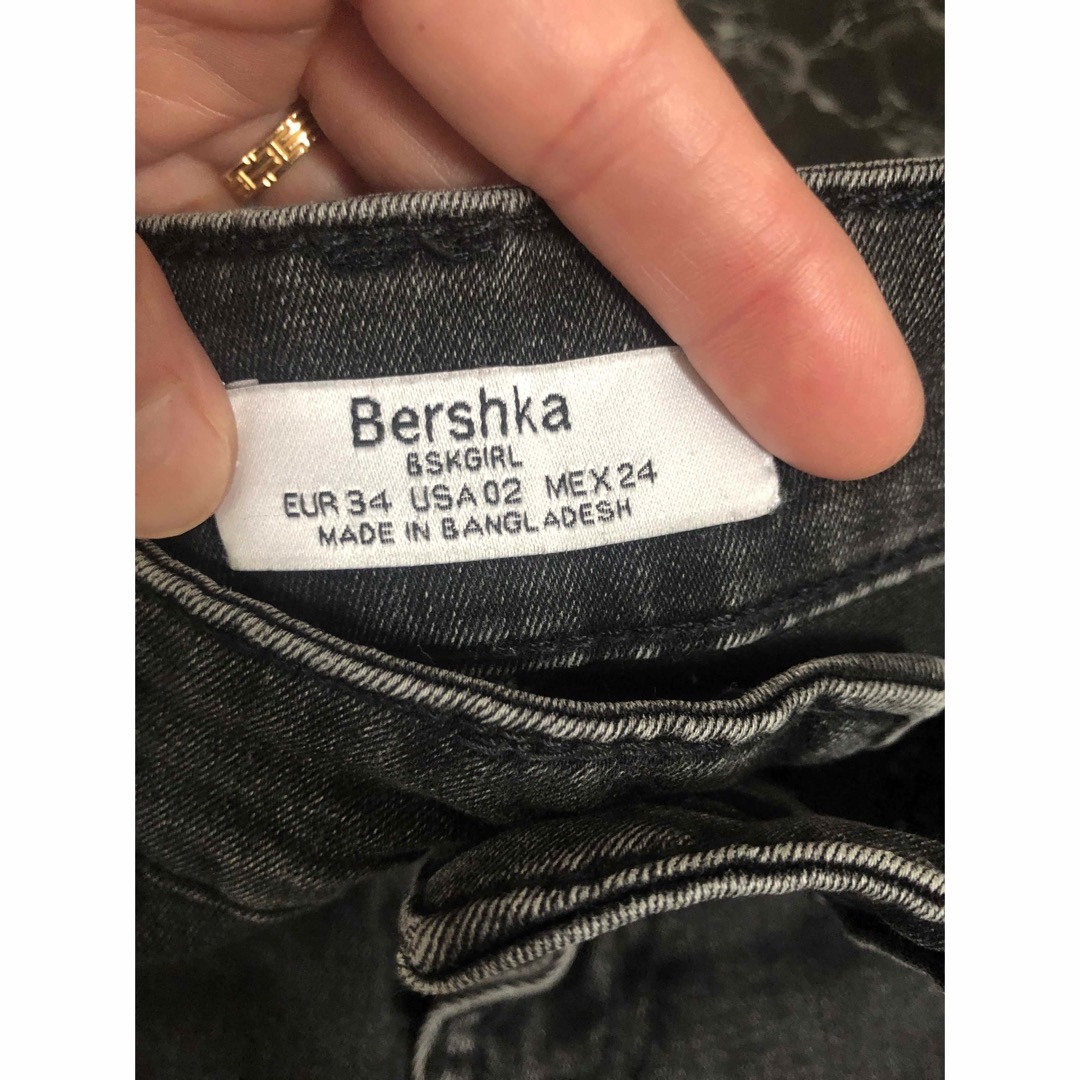 Bershka
BSKGIRL
EUR 34 USA 02 MEX 24
MADE IN BANGLADESH